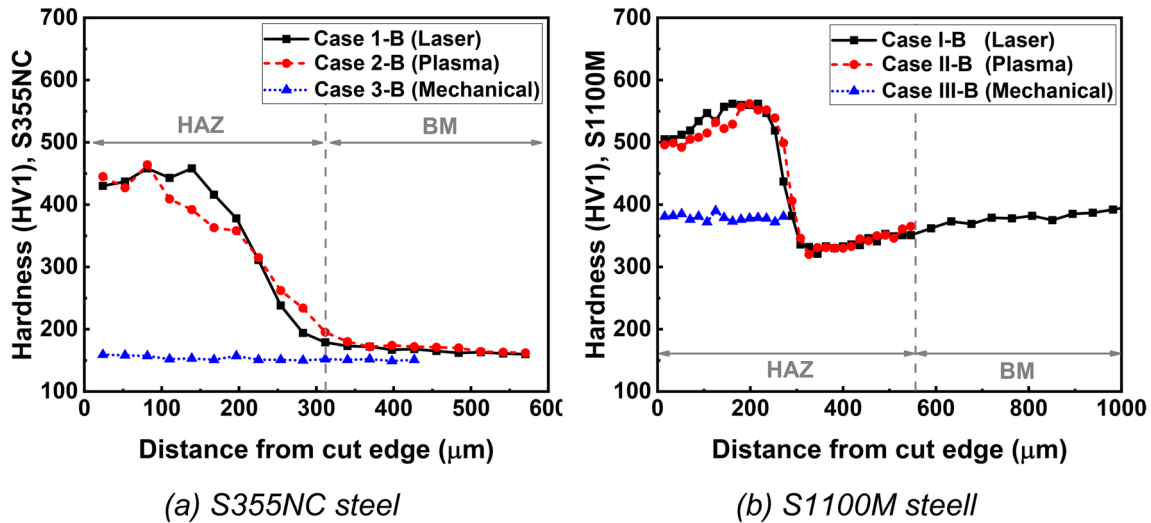 700
600
500
400
300
200
100
Hardness (HV1), S355NC
Case 1-B (Laser)
Case 2-B (Plasma)
Case 3-B (Mechanical)
HAZ
BM
0 100 200 300 400 500 600
Distance from cut edge (μm)
(a) S355NC steel
700
600
500
400
300
200
100
Hardness (HV1), S1100M
Case I-B (Laser)
Case II-B (Plasma)
Case III-B (Mechanical)
HAZ
BM
0 200 400 600 800 1000
Distance from cut edge (μm)
(b) S1100M steell